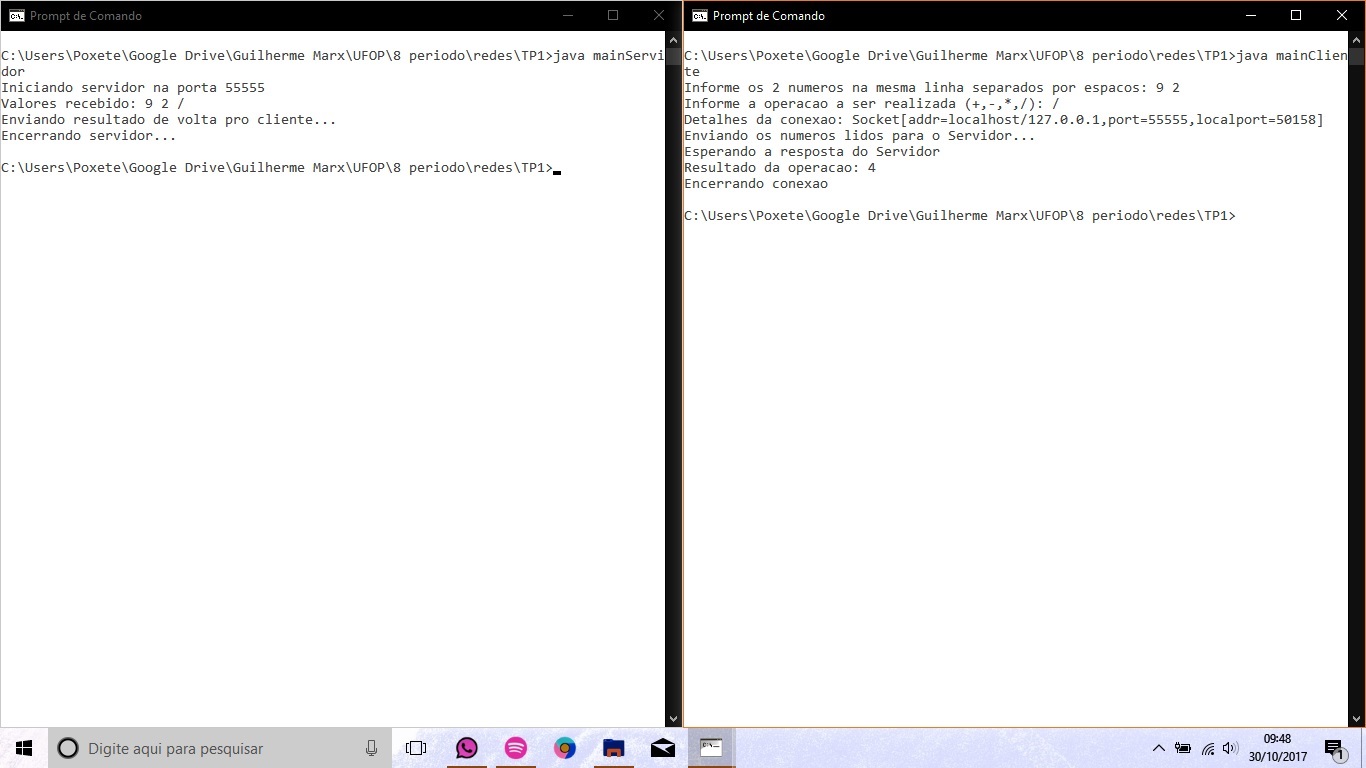 Prompt de Comando
C:\Users\Poxete\Google Drive\Guilherme Marx\UFOP\8 periodo\redes\TP1>java mainServi
dor
Iniciando servidor na porta 55555
Valores recebido: 9 2 /
Enviando resultado de volta pro cliente...
Encerrando servidor...
C:\Users\Poxete\Google Drive\Guilherme Marx\UFOP\8 periodo\redes\TP1>
Prompt de Comando
C:\Users\Poxete\Google Drive\Guilherme Marx\UFOP\8 periodo\redes\TP1>java mainClien
te
Informe os 2 numeros na mesma linha separados por espacos: 9 2
Informe a operacao a ser realizada (+,-,*,/): /
Detalhes da conexao: Socket[addr=localhost/127.0.0.1,port=55555,localport=50158]
Enviando os numeros lidos para o Servidor...
Esperando a resposta do Servidor
Resultado da operacao: 4
Encerrando conexao
C:\Users\Poxete\Google Drive\Guilherme Marx\UFOP\8 periodo\redes\TP1>
Digite aqui para pesquisar
09:48
30/10/2017
1